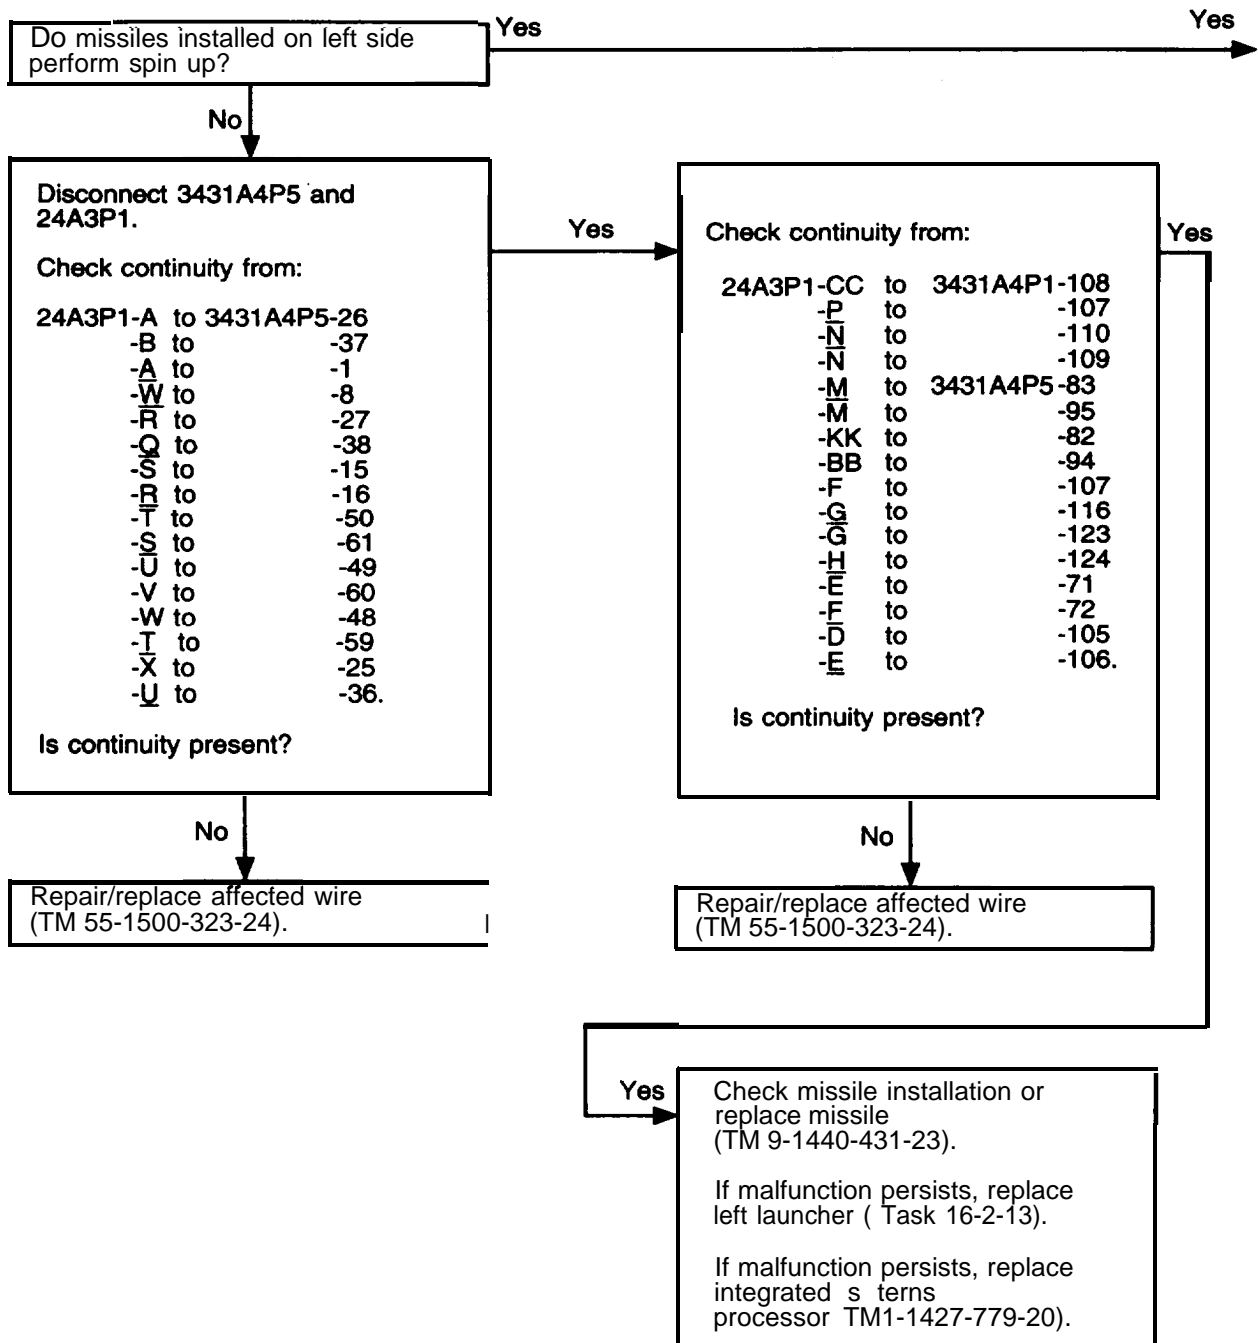 Do missiles installed on left side
perform spin up?
Yes
Yes
No
Disconnect 3431A4P5 and
24A3P1.
Check continuity from:
24A3P1-A to 3431A4P5-26
-B to -37
-A̲ to -1
-W̲ to -8
-R to -27
-Q̲ to -38
-S to -15
-R̲ to -16
-T to -50
-S̲ to -61
-U to -49
-V to -60
-W to -48
-T̲ to -59
-X to -25
-U̲ to -36.
Is continuity present?
Yes
Check continuity from:
24A3P1-CC to 3431A4P1-108
-P̲ to -107
-N̲ to -110
-N to -109
-M̲ to 3431A4P5-83
-M to -95
-KK to -82
-BB to -94
-F to -107
-G̲ to -116
-G to -123
-H̲ to -124
-E to -71
-F̲ to -72
-D to -105
-E̲ to -106.
Is continuity present?
Yes
No
Repair/replace affected wire
(TM 55-1500-323-24).
No
Repair/replace affected wire
(TM 55-1500-323-24).
Yes
Check missile installation or
replace missile
(TM 9-1440-431-23).
If malfunction persists, replace
left launcher ( Task 16-2-13).
If malfunction persists, replace
integrated s terns
processor TM1-1427-779-20).